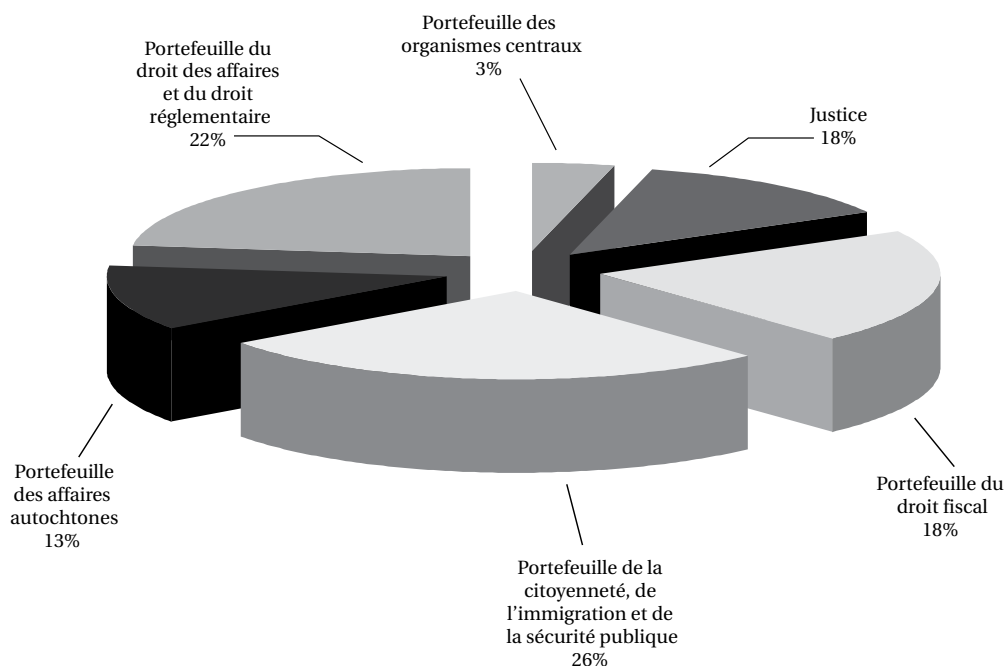 Portefeuille des
organismes centraux
3%
Portefeuille du
droit des affaires
et du droit
réglementaire
22%
Justice
18%
Portefeuille
des affaires
autochtones
13%
Portefeuille du
droit fiscal
18%
Portefeuille de la
citoyenneté, de
l’immigration et de
la sécurité publique
26%